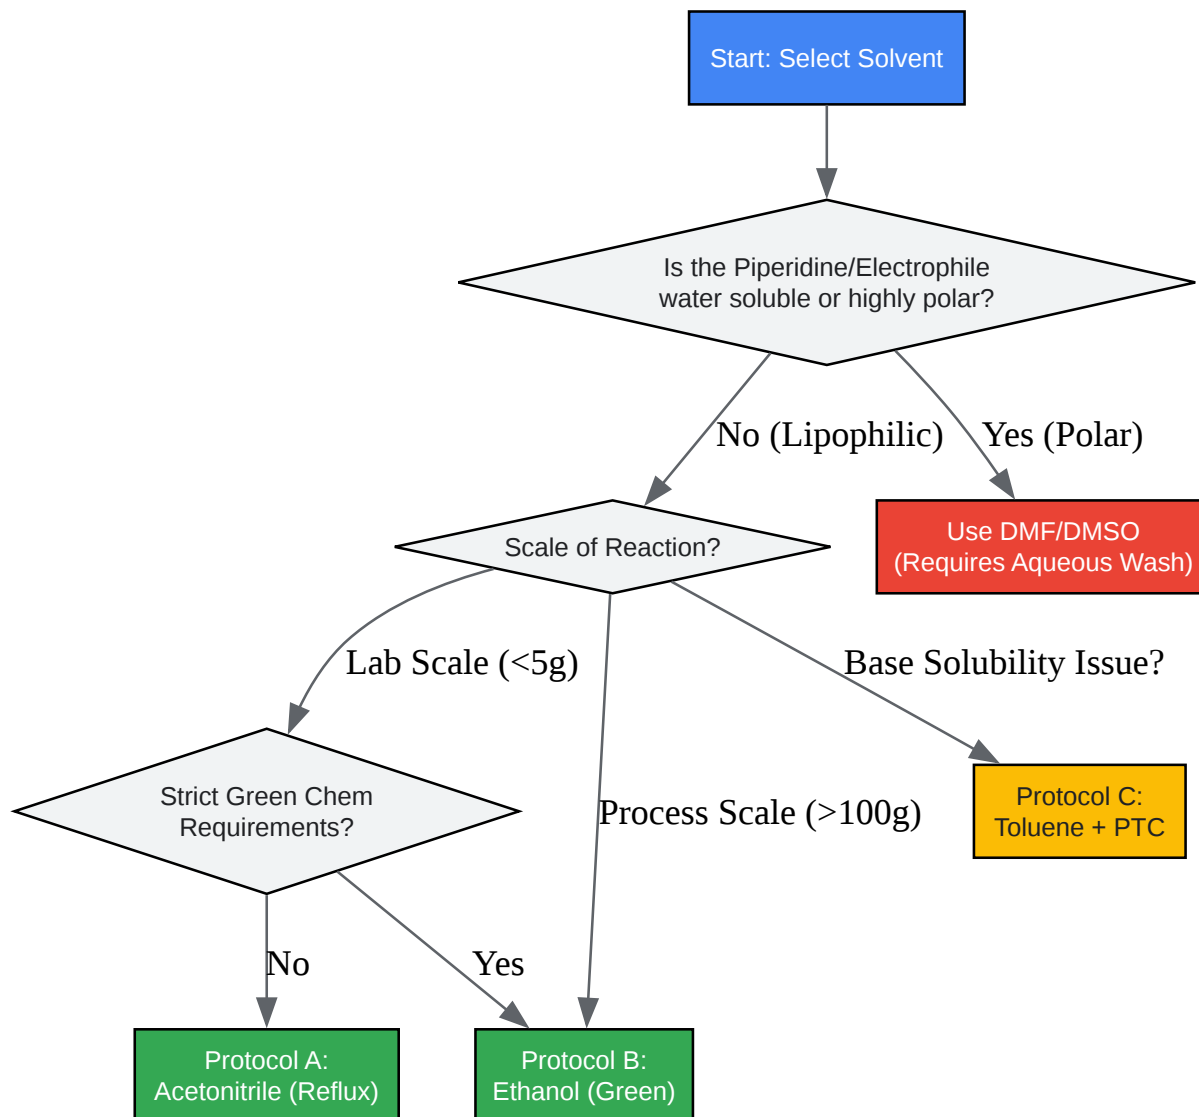 Start: Select Solvent
Is the Piperidine/Electrophile
water soluble or highly polar?
No (Lipophilic)
Yes (Polar)
Scale of Reaction?
Use DMF/DMSO
(Requires Aqueous Wash)
Lab Scale (<5g)
Base Solubility Issue?
Strict Green Chem
Requirements?
Process Scale (>100g)
Protocol C:
Toluene + PTC
No
Yes
Protocol A:
Acetonitrile (Reflux)
Protocol B:
Ethanol (Green)